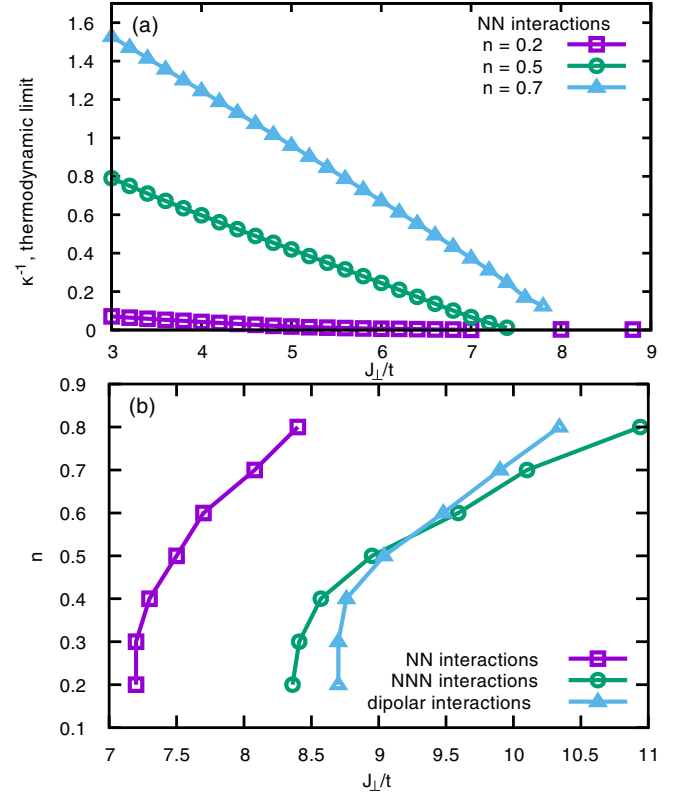 (a)
NN interactions
n = 0.2
n = 0.5
n = 0.7
κ⁻¹, thermodynamic limit
1.6
1.4
1.2
1
0.8
0.6
0.4
0.2
0
3 4 5 6 7 8 9
J⊥/t
(b)
n
0.9
0.8
0.7
0.6
0.5
0.4
0.3
0.2
0.1
NN interactions
NNN interactions
dipolar interactions
7 7.5 8 8.5 9 9.5 10 10.5 11
J⊥/t